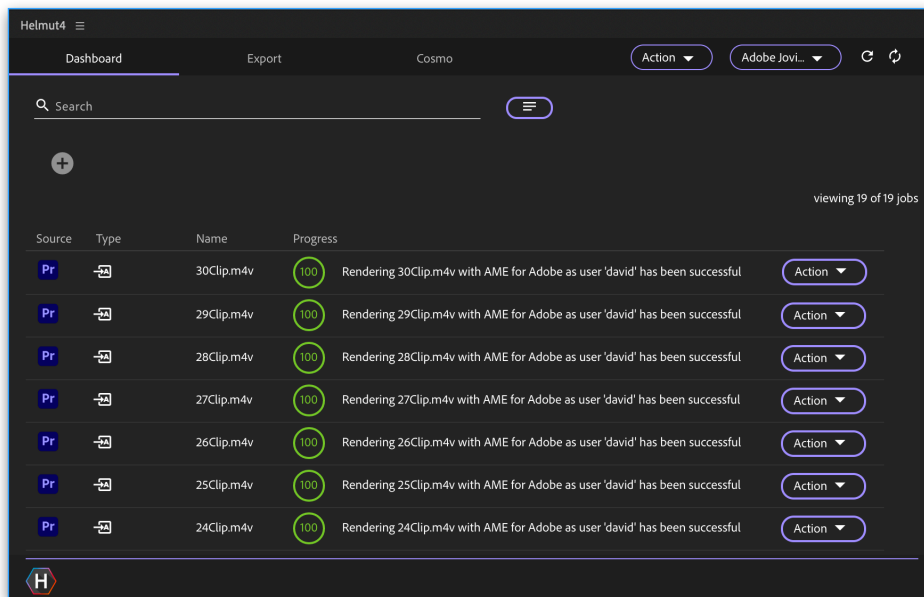 Helmut4
Dashboard Export Cosmo Action Adobe Jovi...
Search
viewing 19 of 19 jobs
Source Type Name Progress
Pr A 30Clip.m4v 100 Rendering 30Clip.m4v with AME for Adobe as user 'david' has been successful Action
Pr A 29Clip.m4v 100 Rendering 29Clip.m4v with AME for Adobe as user 'david' has been successful Action
Pr A 28Clip.m4v 100 Rendering 28Clip.m4v with AME for Adobe as user 'david' has been successful Action
Pr A 27Clip.m4v 100 Rendering 27Clip.m4v with AME for Adobe as user 'david' has been successful Action
Pr A 26Clip.m4v 100 Rendering 26Clip.m4v with AME for Adobe as user 'david' has been successful Action
Pr A 25Clip.m4v 100 Rendering 25Clip.m4v with AME for Adobe as user 'david' has been successful Action
Pr A 24Clip.m4v 100 Rendering 24Clip.m4v with AME for Adobe as user 'david' has been successful Action
H